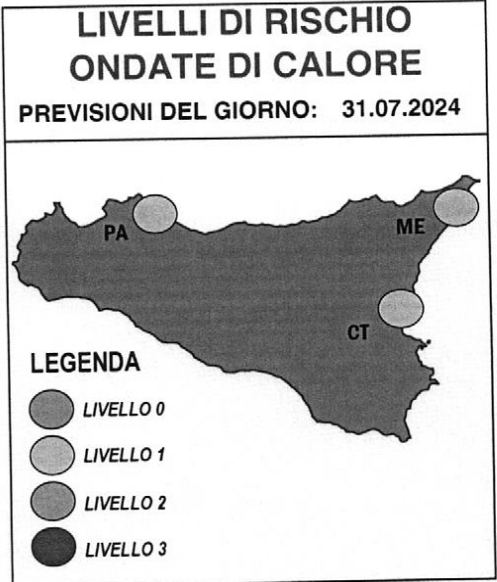 LIVELLI DI RISCHIO
ONDATE DI CALORE
PREVISIONI DEL GIORNO: 31.07.2024
PA
ME
CT
LEGENDA
LIVELLO 0
LIVELLO 1
LIVELLO 2
LIVELLO 3